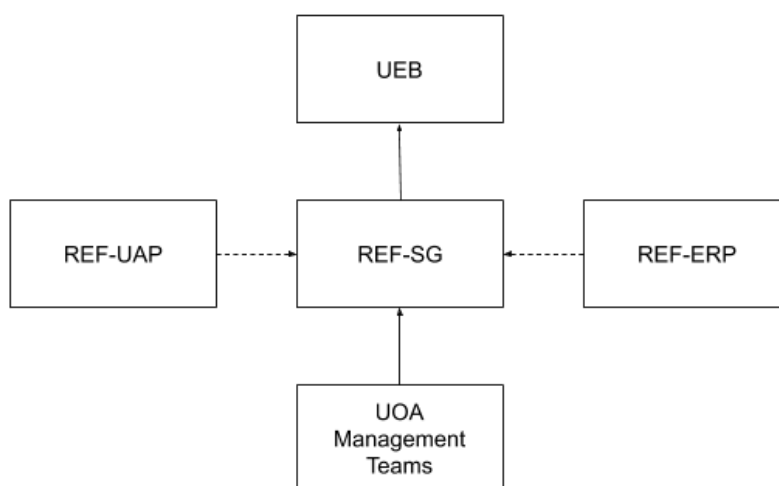 UEB
REF-UAP
REF-SG
REF-ERP
UOA
Management
Teams